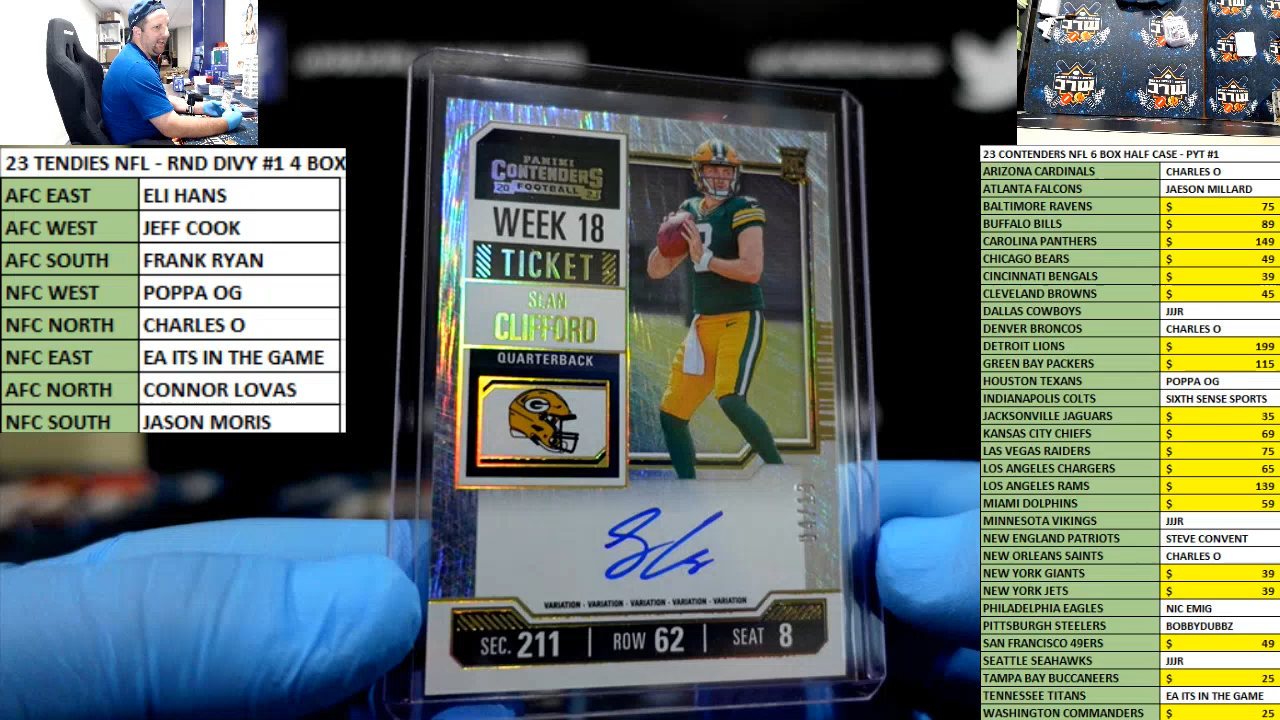 23 TENDIES NFL - RND DIVY #1 4 BOX
AFC EAST ELI HANS
AFC WEST JEFF COOK
AFC SOUTH FRANK RYAN
NFC WEST POPPA OG
NFC NORTH CHARLES O
NFC EAST EA ITS IN THE GAME
AFC NORTH CONNOR LOVAS
NFC SOUTH JASON MORIS
PANINI
CONTENDERS
20 FOOTBALL 23
WEEK 18
TICKET
SEAN
CLIFFORD
QUARTERBACK
G
RC
VARIATION - VARIATION - VARIATION - VARIATION - VARIATION
SEC. 211 | ROW 62 | SEAT 8
23 CONTENDERS NFL 6 BOX HALF CASE - PYT #1
ARIZONA CARDINALS CHARLES O
ATLANTA FALCONS JAESON MILLARD
BALTIMORE RAVENS $ 75
BUFFALO BILLS $ 89
CAROLINA PANTHERS $ 149
CHICAGO BEARS $ 49
CINCINNATI BENGALS $ 39
CLEVELAND BROWNS $ 45
DALLAS COWBOYS JJJR
DENVER BRONCOS CHARLES O
DETROIT LIONS $ 199
GREEN BAY PACKERS $ 115
HOUSTON TEXANS POPPA OG
INDIANAPOLIS COLTS SIXTH SENSE SPORTS
JACKSONVILLE JAGUARS $ 35
KANSAS CITY CHIEFS $ 69
LAS VEGAS RAIDERS $ 75
LOS ANGELES CHARGERS $ 65
LOS ANGELES RAMS $ 139
MIAMI DOLPHINS $ 59
MINNESOTA VIKINGS JJJR
NEW ENGLAND PATRIOTS STEVE CONVENT
NEW ORLEANS SAINTS CHARLES O
NEW YORK GIANTS $ 39
NEW YORK JETS $ 39
PHILADELPHIA EAGLES NIC EMIG
PITTSBURGH STEELERS BOBBYDUBBZ
SAN FRANCISCO 49ERS $ 49
SEATTLE SEAHAWKS JJJR
TAMPA BAY BUCCANEERS $ 25
TENNESSEE TITANS EA ITS IN THE GAME
WASHINGTON COMMANDERS $ 25